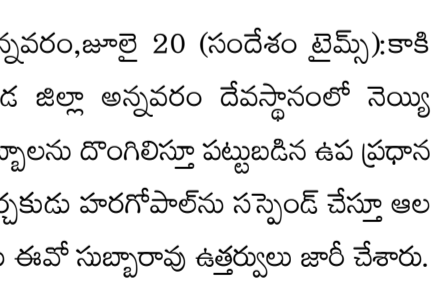 న్నవరం,జూలై 20 (సందేశం టైమ్స్):కాకి
డ జిల్లా అన్నవరం దేవస్థానంలో నెయ్యి
బ్బాలను దొంగిలిస్తూ పట్టుబడిన ఉప ప్రధాన
ర్చకుడు హరగోపాల్‌ను సస్పెండ్ చేస్తూ ఆల
ఈవో సుబ్బారావు ఉత్తర్వులు జారీ చేశారు.